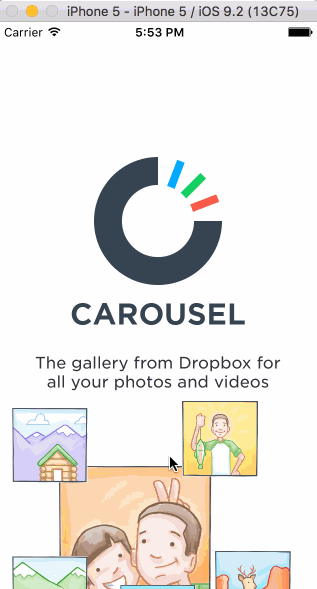 iPhone 5 - iPhone 5 / iOS 9.2 (13C75)
Carrier 5:53 PM
CAROUSEL
The gallery from Dropbox for
all your photos and videos